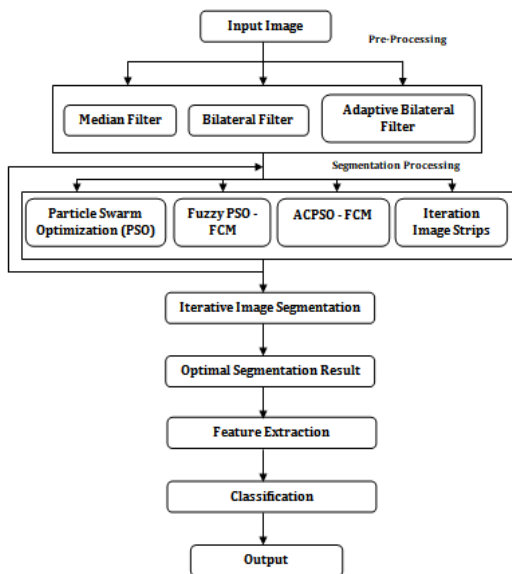 Input Image
Pre-Processing
Median Filter
Bilateral Filter
Adaptive Bilateral
Filter
Segmentation Processing
Particle Swarm
Optimization (PSO)
Fuzzy PSO -
FCM
ACPSO - FCM
Iteration
Image Strips
Iterative Image Segmentation
Optimal Segmentation Result
Feature Extraction
Classification
Output